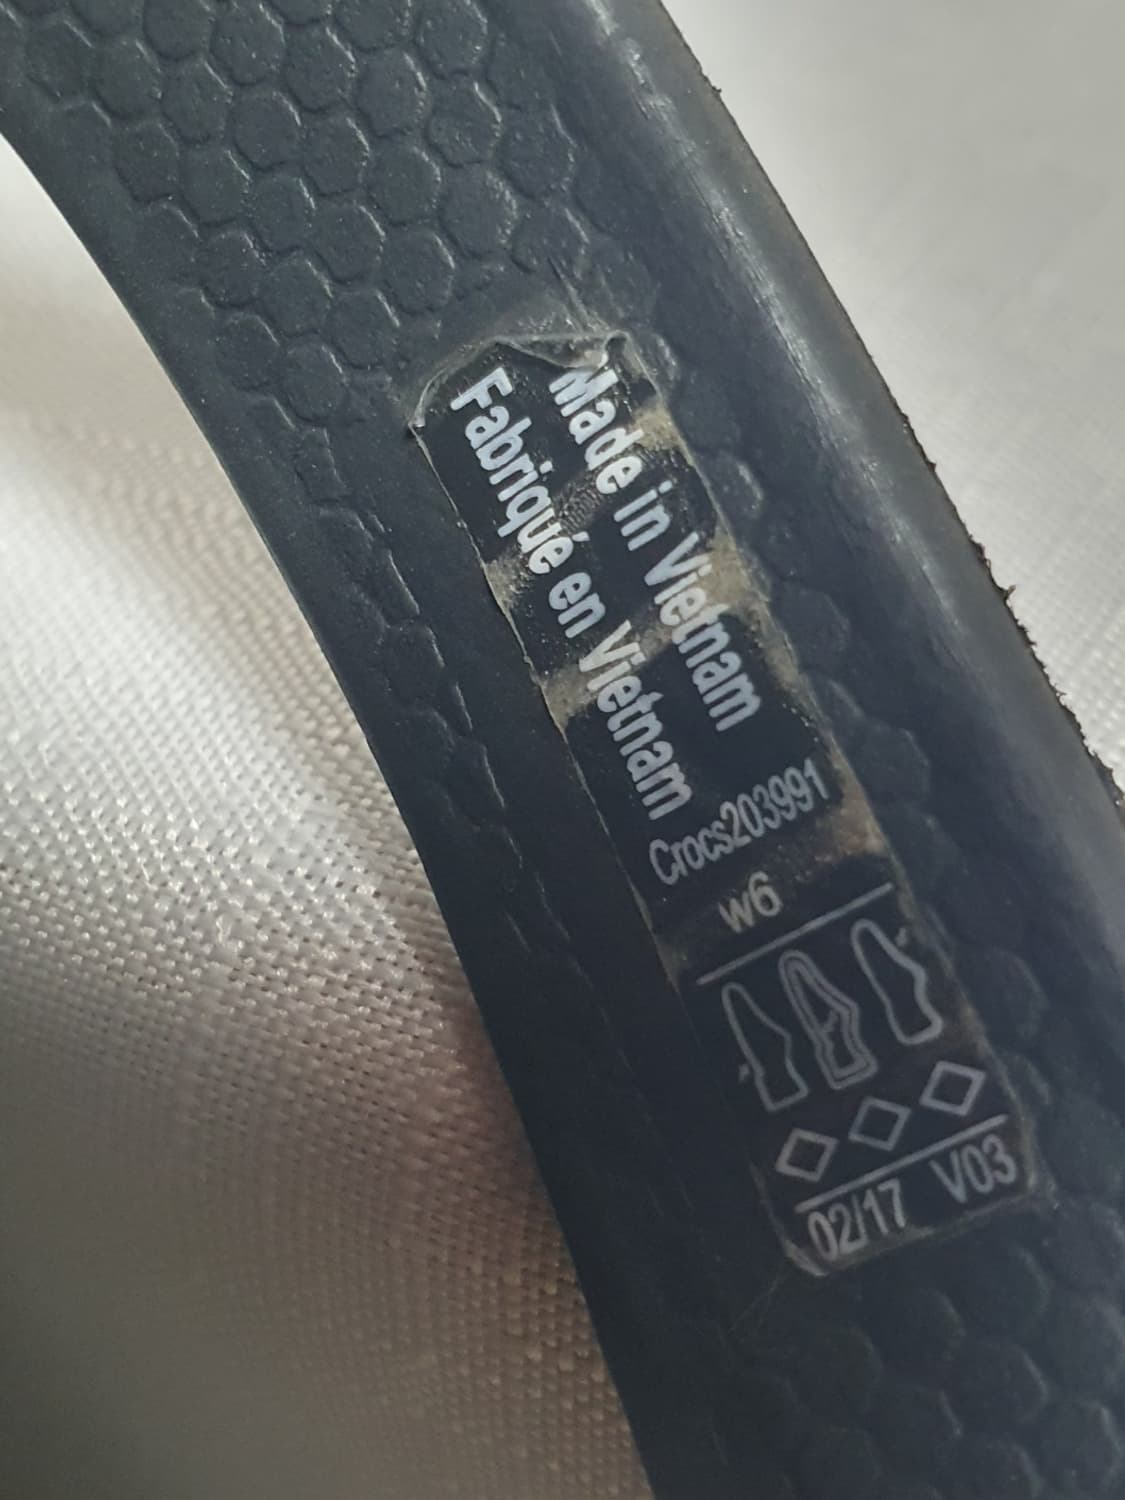 Made in Vietnam
Fabriqué en Vietnam
Crocs203991
w6
02/17 V03